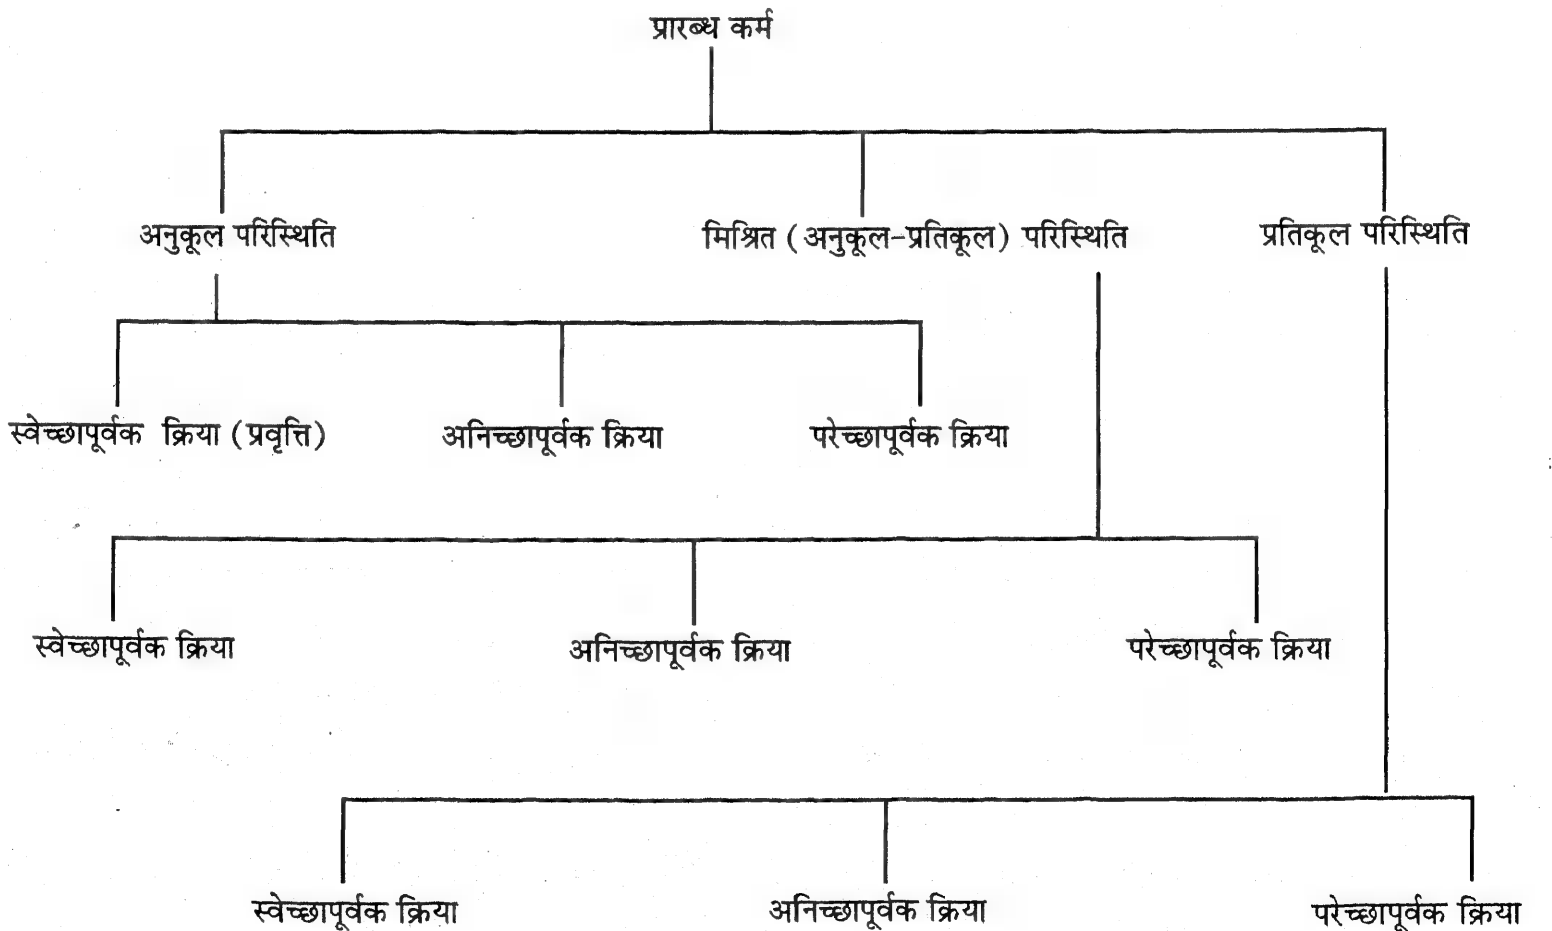 प्रारब्ध कर्म
अनुकूल परिस्थिति मिश्रित (अनुकूल-प्रतिकूल) परिस्थिति प्रतिकूल परिस्थिति
स्वेच्छापूर्वक क्रिया (प्रवृत्ति) अनिच्छापूर्वक क्रिया परेच्छापूर्वक क्रिया
स्वेच्छापूर्वक क्रिया अनिच्छापूर्वक क्रिया परेच्छापूर्वक क्रिया
स्वेच्छापूर्वक क्रिया अनिच्छापूर्वक क्रिया परेच्छापूर्वक क्रिया